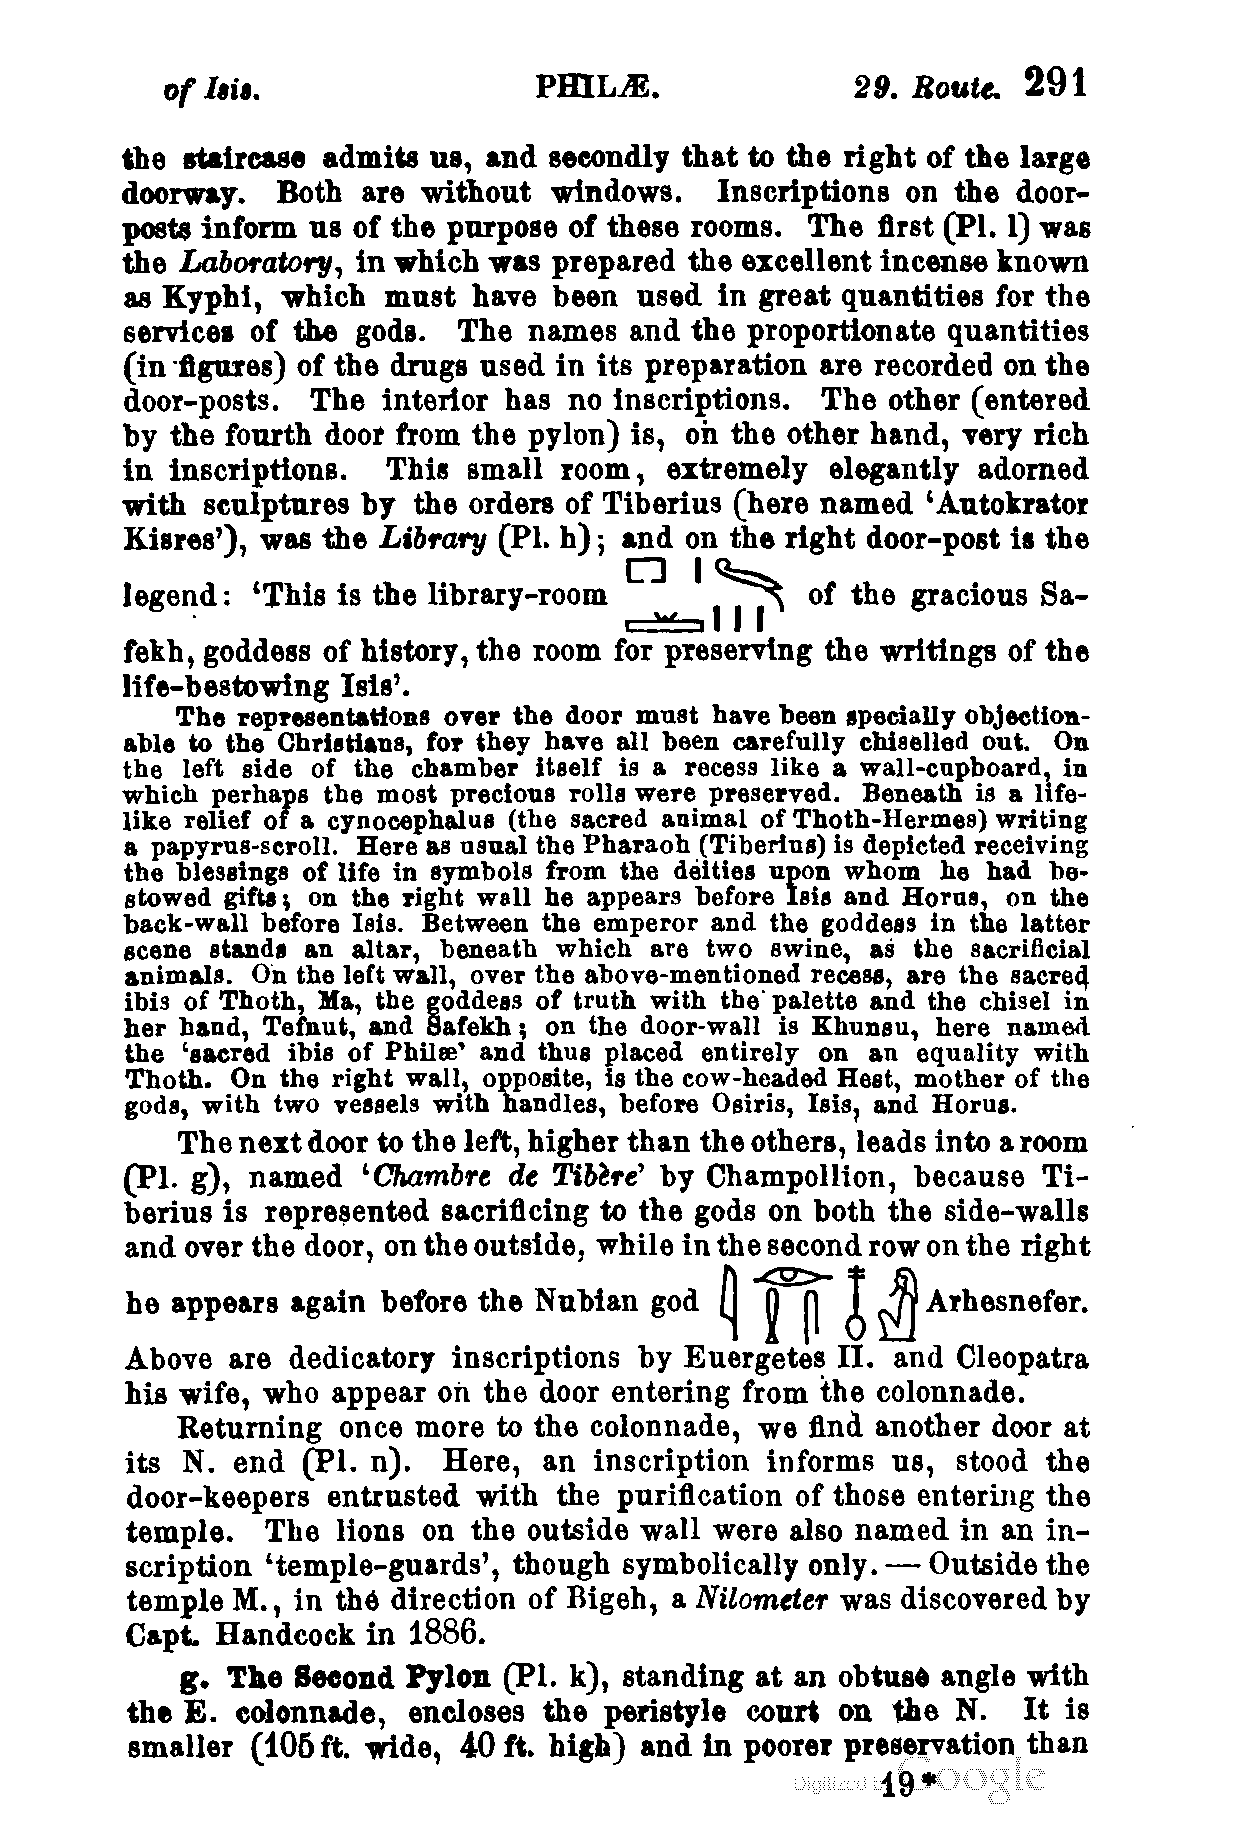 of Isis. PHILÆ. 29. Route. 291
the staircase admits us, and secondly that to the right of the large
doorway. Both are without windows. Inscriptions on the door-
posts inform us of the purpose of these rooms. The first (Pl. l) was
the Laboratory, in which was prepared the excellent incense known
as Kyphi, which must have been used in great quantities for the
services of the gods. The names and the proportionate quantities
(in figures) of the drugs used in its preparation are recorded on the
door-posts. The interior has no inscriptions. The other (entered
by the fourth door from the pylon) is, on the other hand, very rich
in inscriptions. This small room, extremely elegantly adorned
with sculptures by the orders of Tiberius (here named ‘Autokrator
Kisres’), was the Library (Pl. h); and on the right door-post is the
legend: ‘This is the library-room of the gracious Sa-
fekh, goddess of history, the room for preserving the writings of the
life-bestowing Isis’.
The representations over the door must have been specially objection-
able to the Christians, for they have all been carefully chiselled out. On
the left side of the chamber itself is a recess like a wall-cupboard, in
which perhaps the most precious rolls were preserved. Beneath is a life-
like relief of a cynocephalus (the sacred animal of Thoth-Hermes) writing
a papyrus-scroll. Here as usual the Pharaoh (Tiberius) is depicted receiving
the blessings of life in symbols from the deities upon whom he had be-
stowed gifts; on the right wall he appears before Isis and Horus, on the
back-wall before Isis. Between the emperor and the goddess in the latter
scene stands an altar, beneath which are two swine, as the sacrificial
animals. On the left wall, over the above-mentioned recess, are the sacred
ibis of Thoth, Ma, the goddess of truth with the palette and the chisel in
her hand, Tefnut, and Safekh; on the door-wall is Khunsu, here named
the ‘sacred ibis of Philæ’ and thus placed entirely on an equality with
Thoth. On the right wall, opposite, is the cow-headed Hest, mother of the
gods, with two vessels with handles, before Osiris, Isis, and Horus.
The next door to the left, higher than the others, leads into a room
(Pl. g), named ‘Chambre de Tibère’ by Champollion, because Ti-
berius is represented sacrificing to the gods on both the side-walls
and over the door, on the outside, while in the second row on the right
he appears again before the Nubian god Arhesnefer.
Above are dedicatory inscriptions by Euergetes II. and Cleopatra
his wife, who appear on the door entering from the colonnade.
Returning once more to the colonnade, we find another door at
its N. end (Pl. n). Here, an inscription informs us, stood the
door-keepers entrusted with the purification of those entering the
temple. The lions on the outside wall were also named in an in-
scription ‘temple-guards’, though symbolically only. — Outside the
temple M., in the direction of Bigeh, a Nilometer was discovered by
Capt. Handcock in 1886.
g. The Second Pylon (Pl. k), standing at an obtuse angle with
the E. colonnade, encloses the peristyle court on the N. It is
smaller (105 ft. wide, 40 ft. high) and in poorer preservation than
19*
Digitized by Google